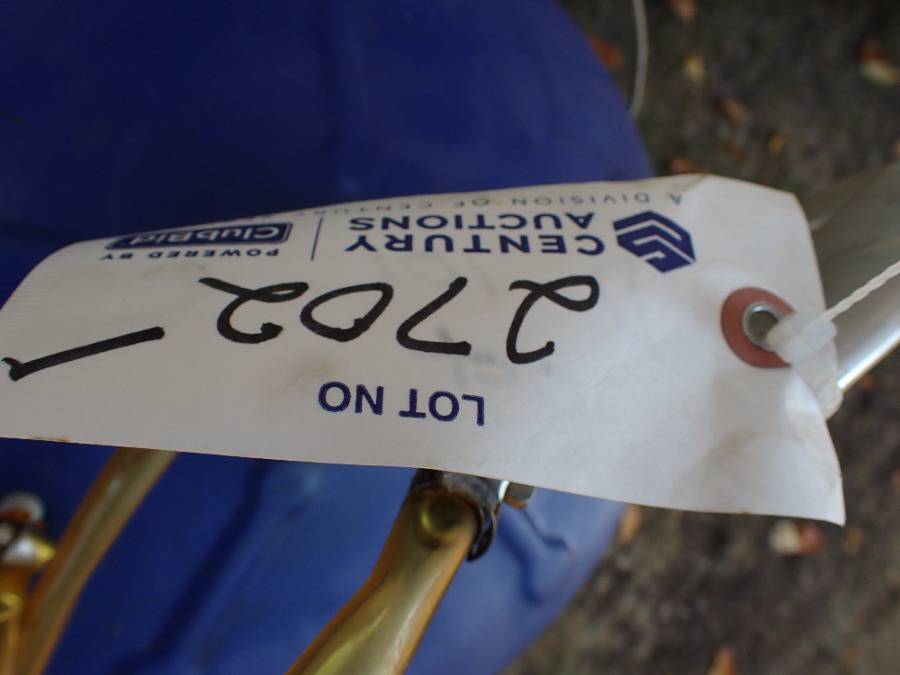 LOT NO
2702
CENTURY
AUCTIONS
POWERED BY
ClubBid
A DIVISION OF CENTURY